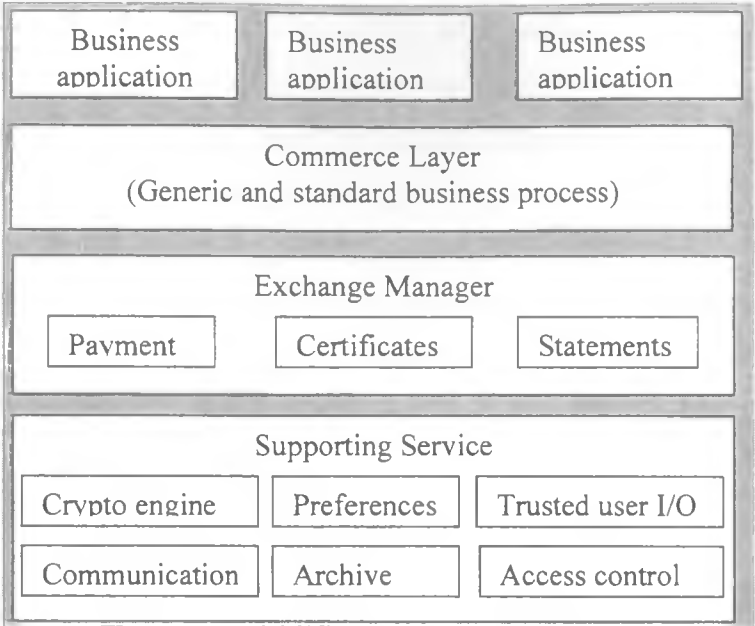 Business
application
Business
application
Business
application
Commerce Layer
(Generic and standard business process)
Exchange Manager
Payment
Certificates
Statements
Supporting Service
Crypto engine
Preferences
Trusted user I/O
Communication
Archive
Access control